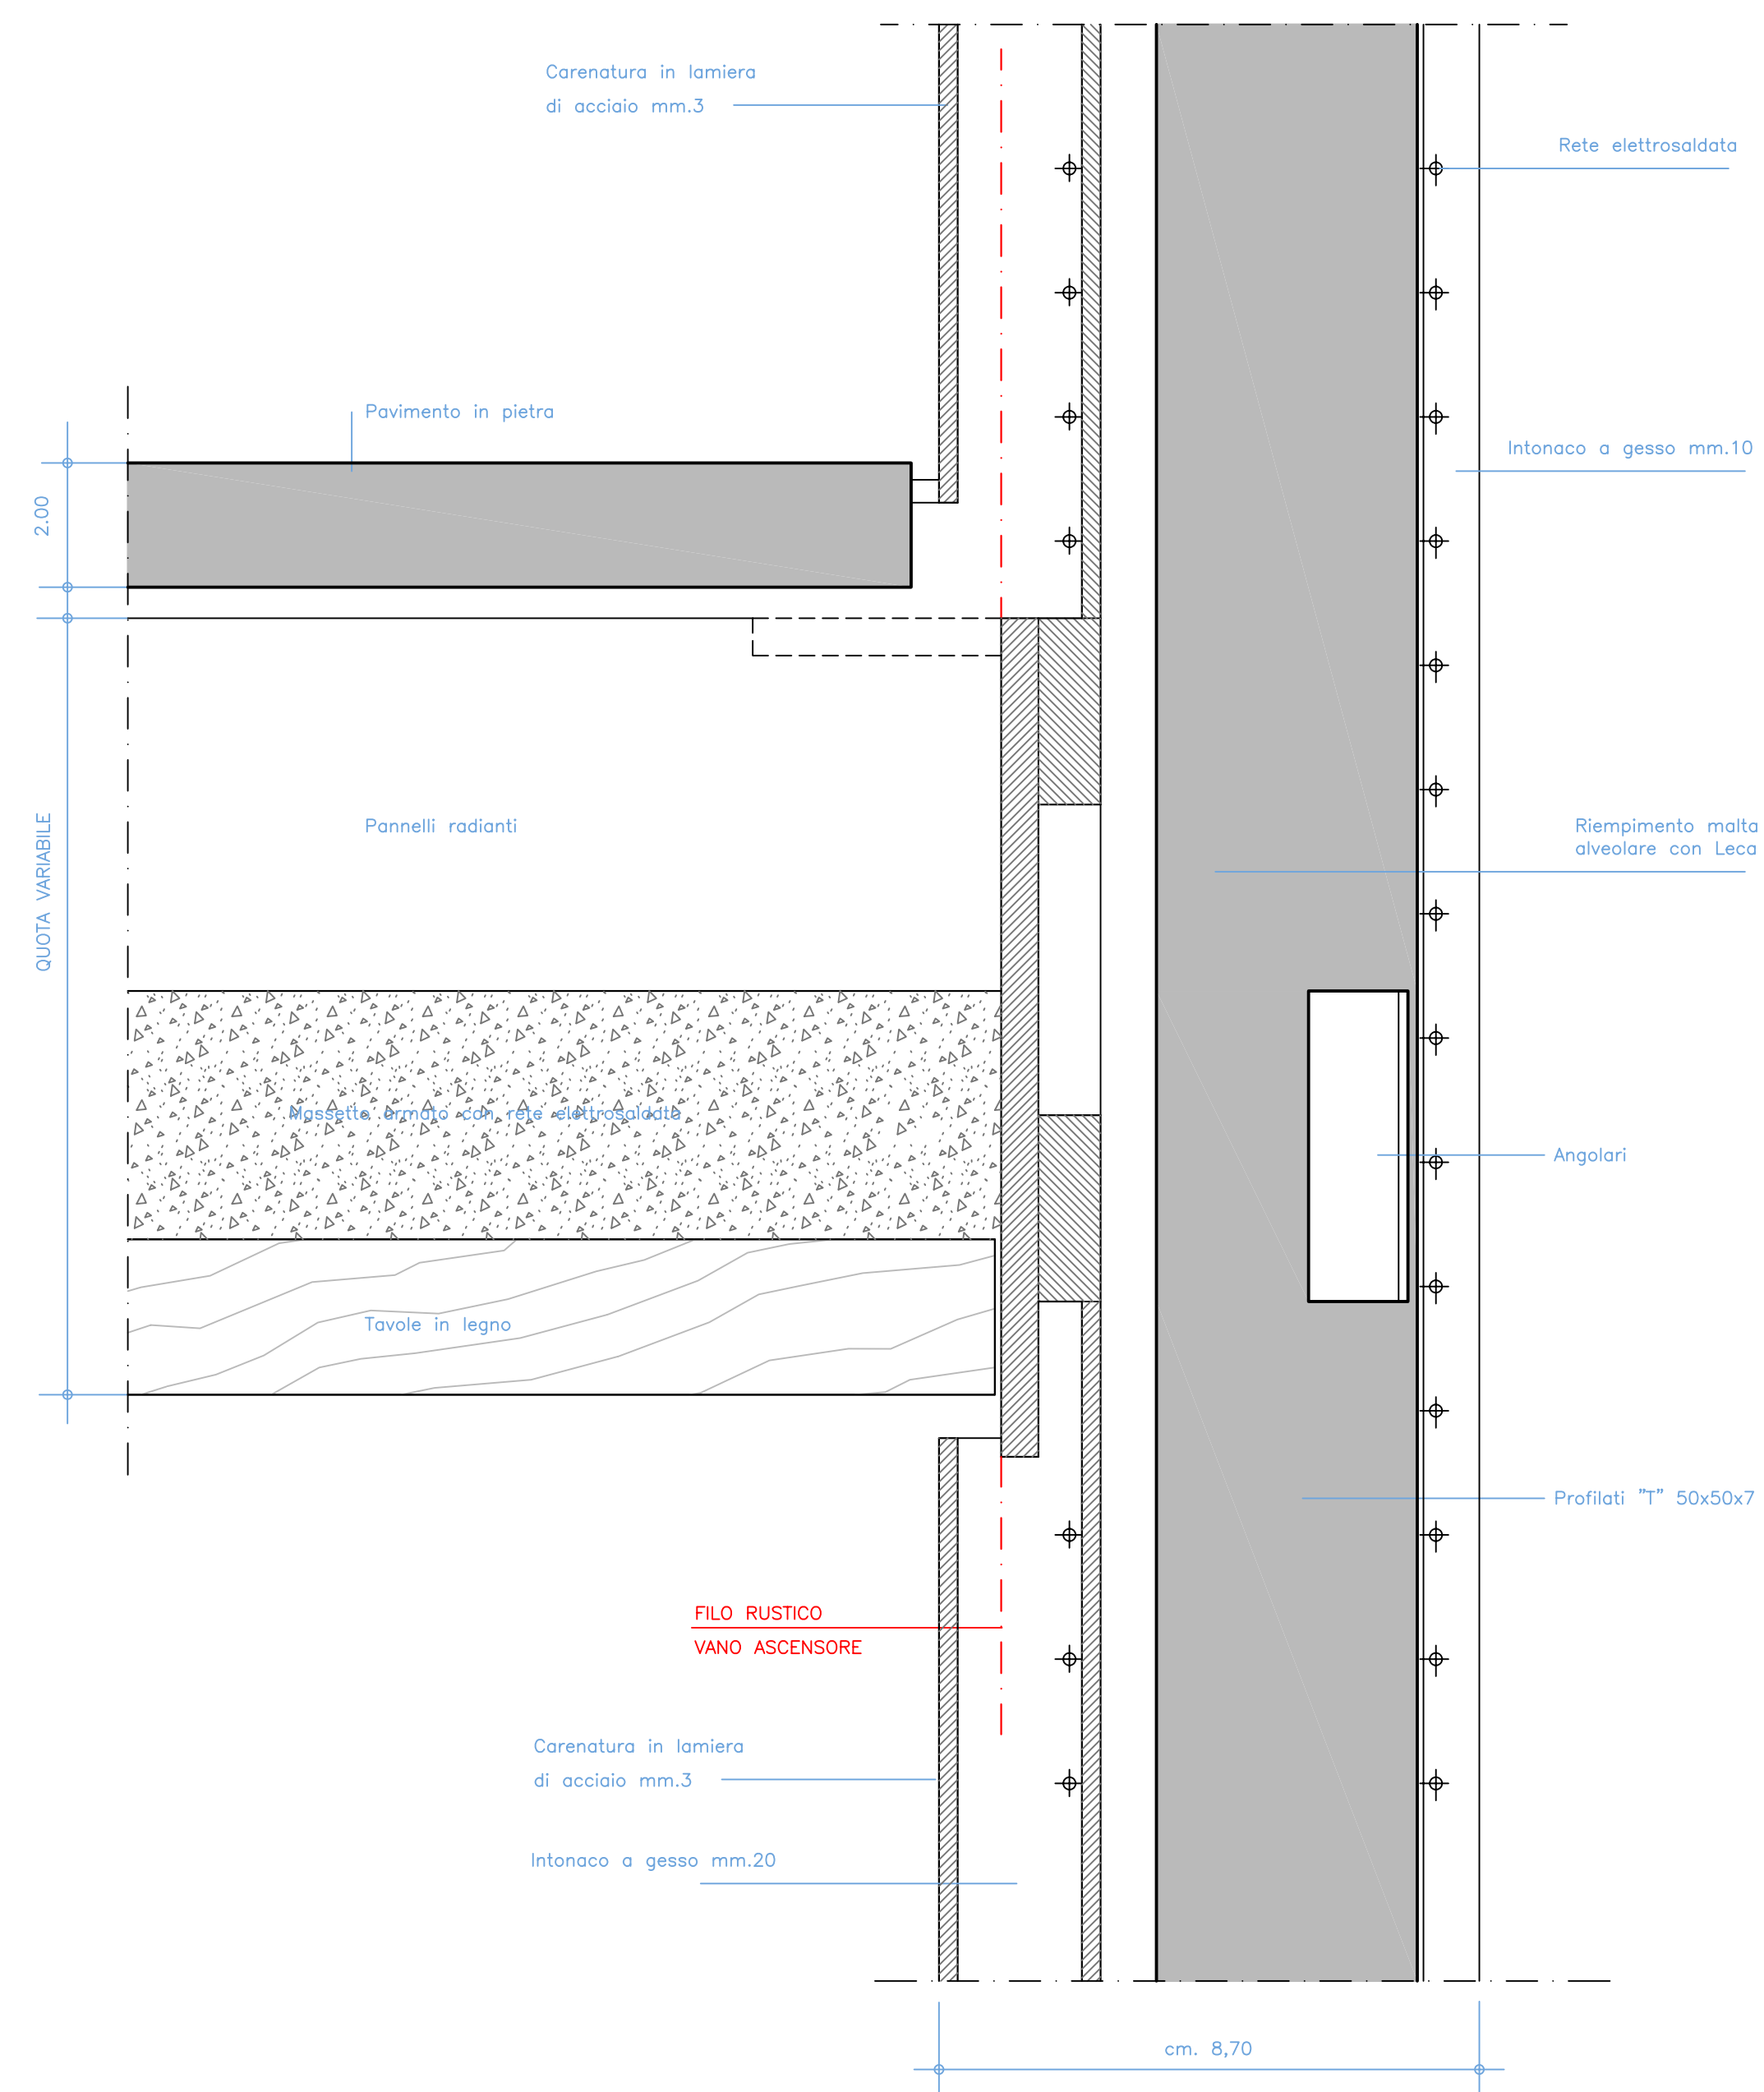 Carenatura in lamiera
di acciaio mm.3
Rete elettrosaldata
Pavimento in pietra
Intonaco a gesso mm.10
2.00
Pannelli radianti
Riempimento malta
alveolare con Leca
QUOTA VARIABILE
Massetto armato con rete elettrosaldata
Angolari
Tavole in legno
Profilati "T" 50x50x7
FILO RUSTICO
VANO ASCENSORE
Carenatura in lamiera
di acciaio mm.3
Intonaco a gesso mm.20
cm. 8,70